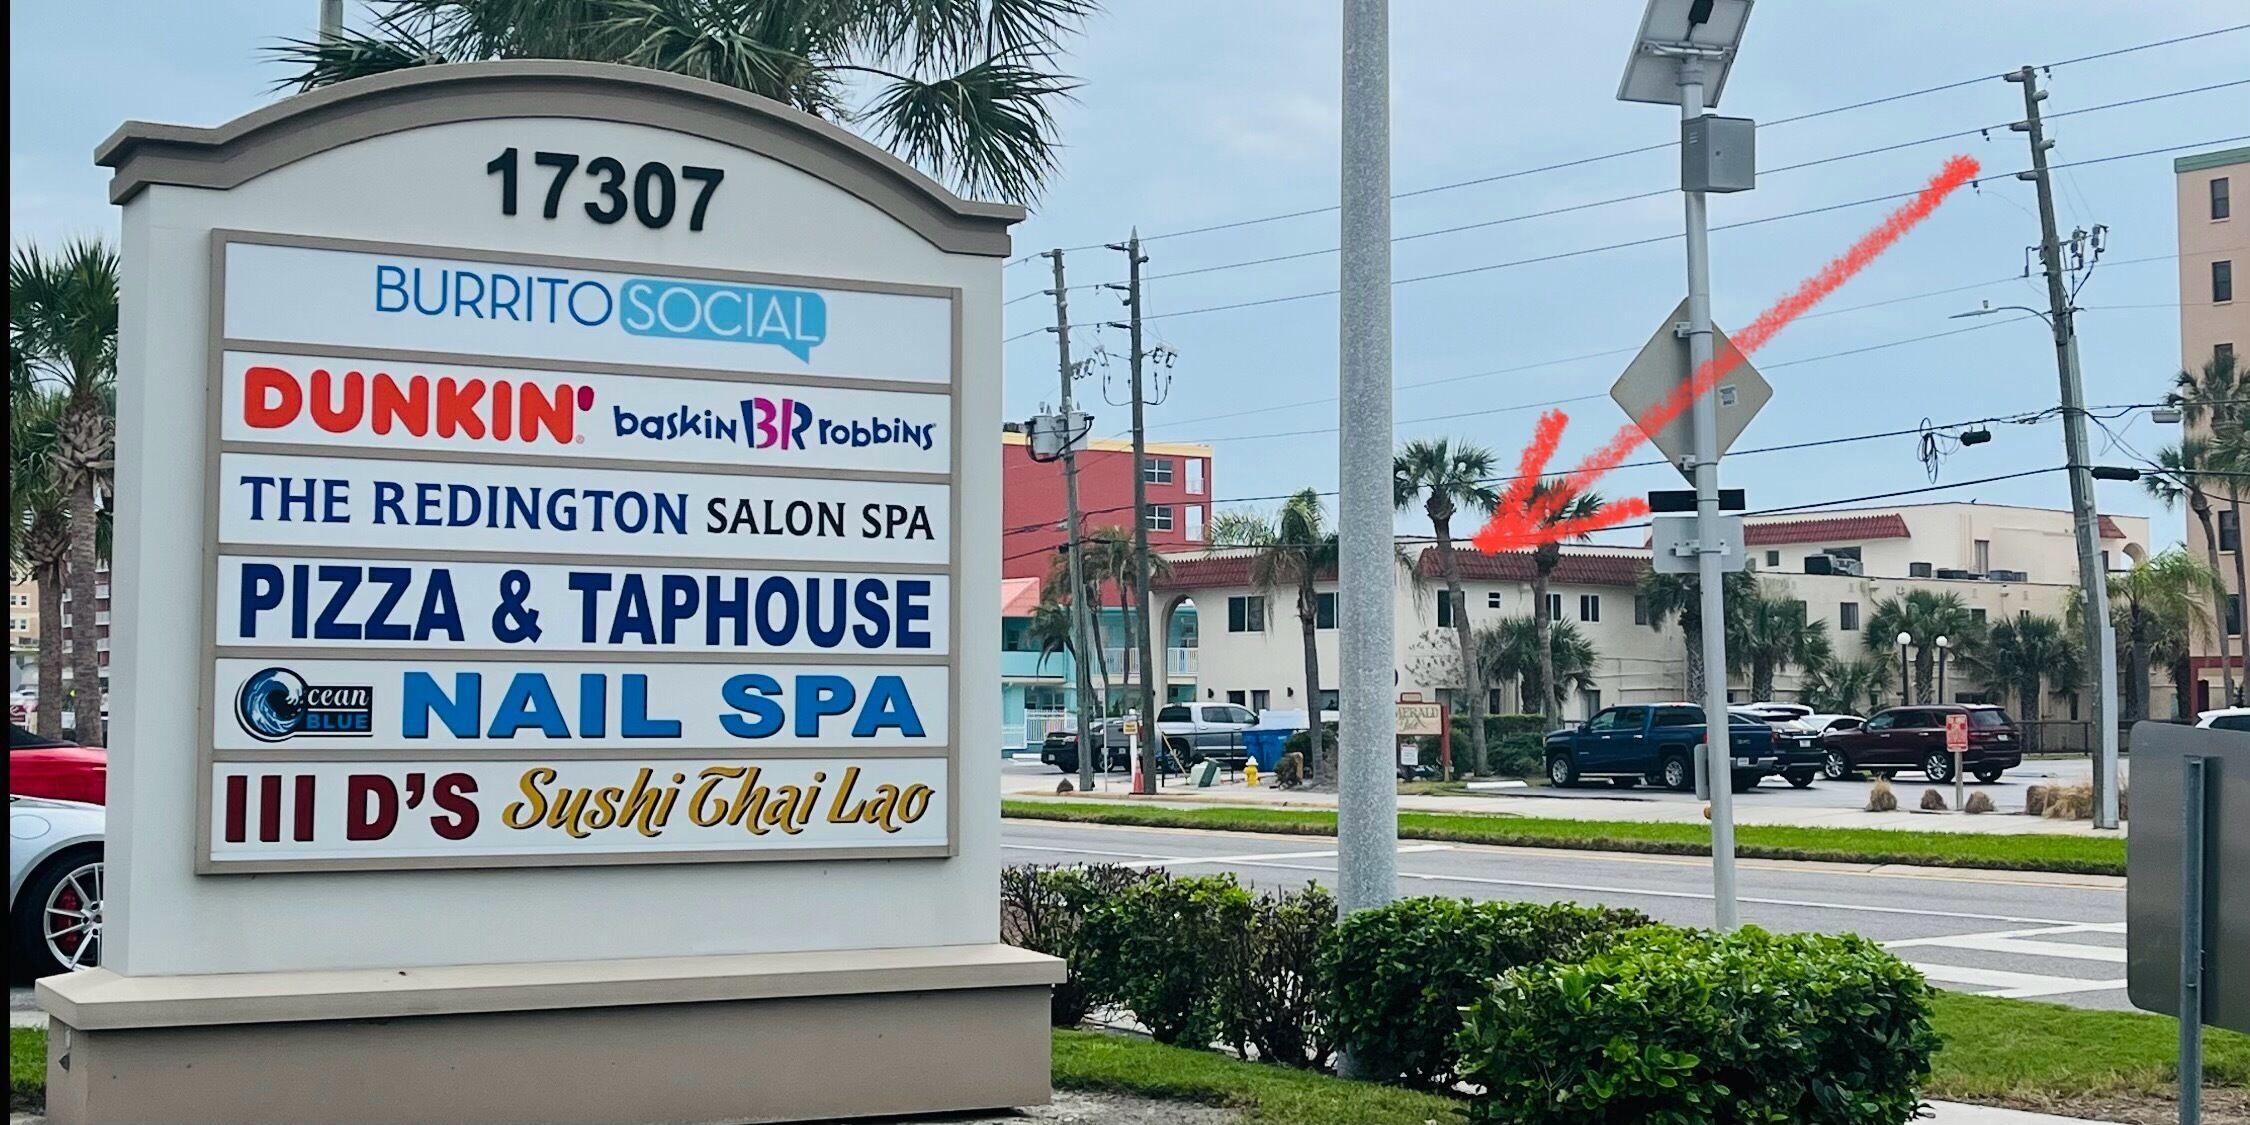 17307
BURRITO SOCIAL
DUNKIN' baskin BR robbins
THE REDINGTON SALON SPA
PIZZA & TAPHOUSE
Ocean BLUE NAIL SPA
III D'S Sushi Thai Lao